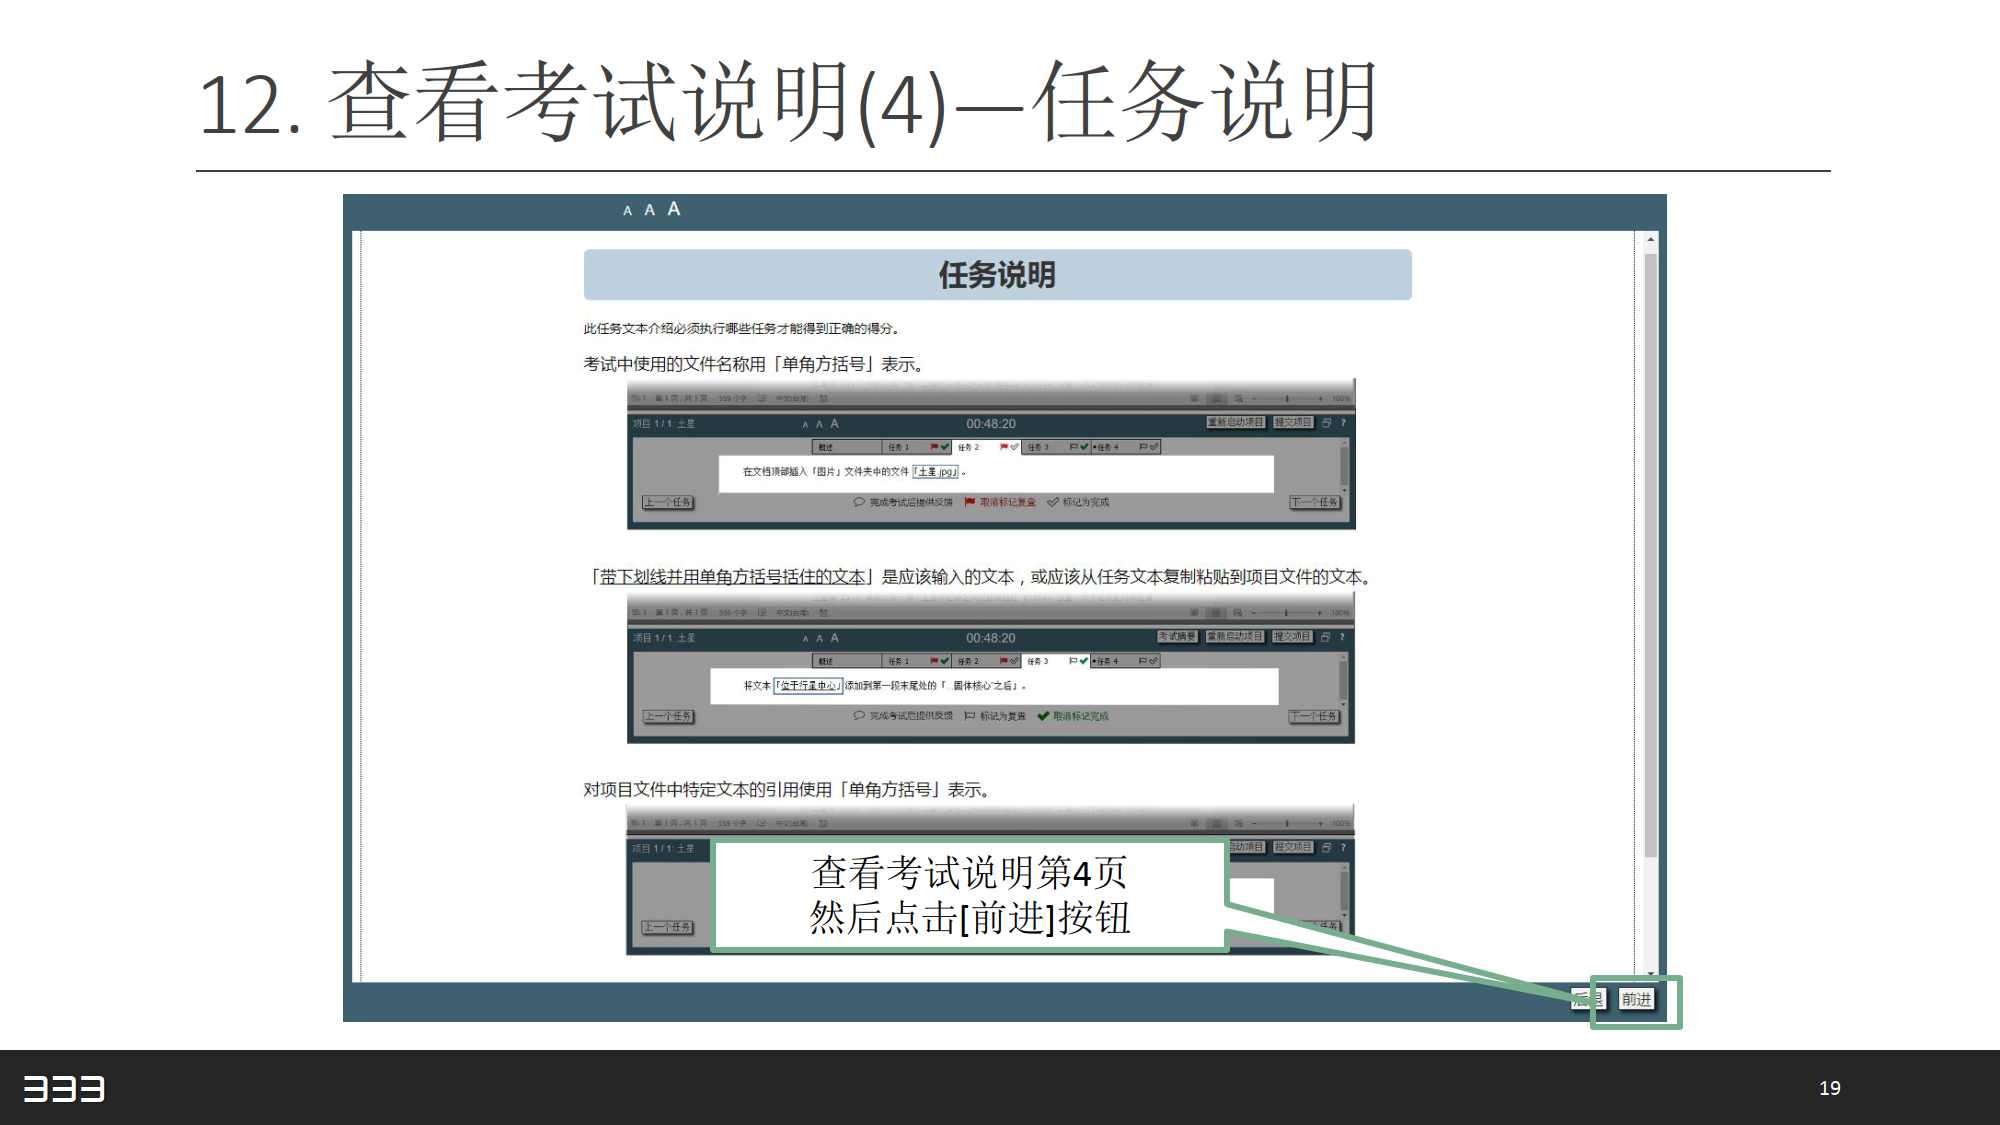 12. 查看考试说明(4)—任务说明
A A A
任务说明
此任务文本介绍必须执行哪些任务才能得到正确的得分。
考试中使用的文件名称用「单角方括号」表示。
100%
项目 1 / 1: 土星
A A A
00:48:20
重新启动项目 提交项目 ?
概述 任务 1 任务 2 任务 3 任务 4
在文档顶部插入「图片」文件夹中的文件「土星.jpg」。
上一个任务 完成考试后提供反馈 取消标记复查 标记为完成 下一个任务
「带下划线并用单角方括号括住的文本」是应该输入的文本，或应该从任务文本复制粘贴到项目文件的文本。
100%
项目 1 / 1: 土星
A A A
00:48:20
考试摘要 重新启动项目 提交项目 ?
概述 任务 1 任务 2 任务 3 任务 4
将文本「位于行星中心」添加到第一段末尾处的「...固体核心”之后」。
上一个任务 完成考试后提供反馈 标记为复查 取消标记完成 下一个任务
对项目文件中特定文本的引用使用「单角方括号」表示。
100%
项目 1 / 1: 土星
启动项目 提交项目 ?
上一个任务
查看考试说明第4页
然后点击[前进]按钮
后退 前进
333
19